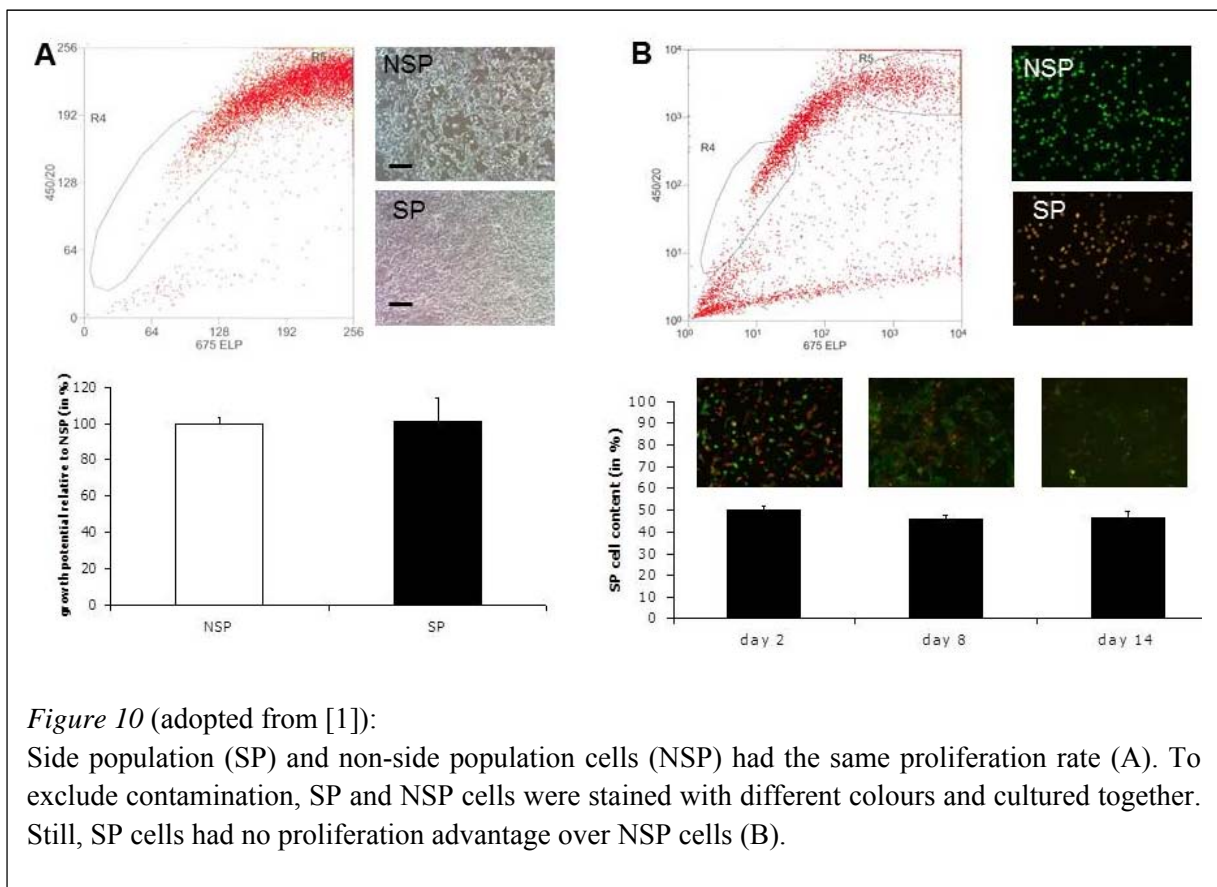 A
256
192
128
64
0
R4
R5
450/20
0 64 128 192 256
675 ELP
NSP
SP
B
10⁴
10³
10²
10¹
10⁰
R4
R5
450/20
10⁰ 10¹ 10² 10³ 10⁴
675 ELP
NSP
SP
growth potential relative to NSP (in %)
120
100
80
60
40
20
0
NSP SP
SP cell content (in %)
100
90
80
70
60
50
40
30
20
10
0
day 2 day 8 day 14
Figure 10 (adopted from [1]):
Side population (SP) and non-side population cells (NSP) had the same proliferation rate (A). To
exclude contamination, SP and NSP cells were stained with different colours and cultured together.
Still, SP cells had no proliferation advantage over NSP cells (B).